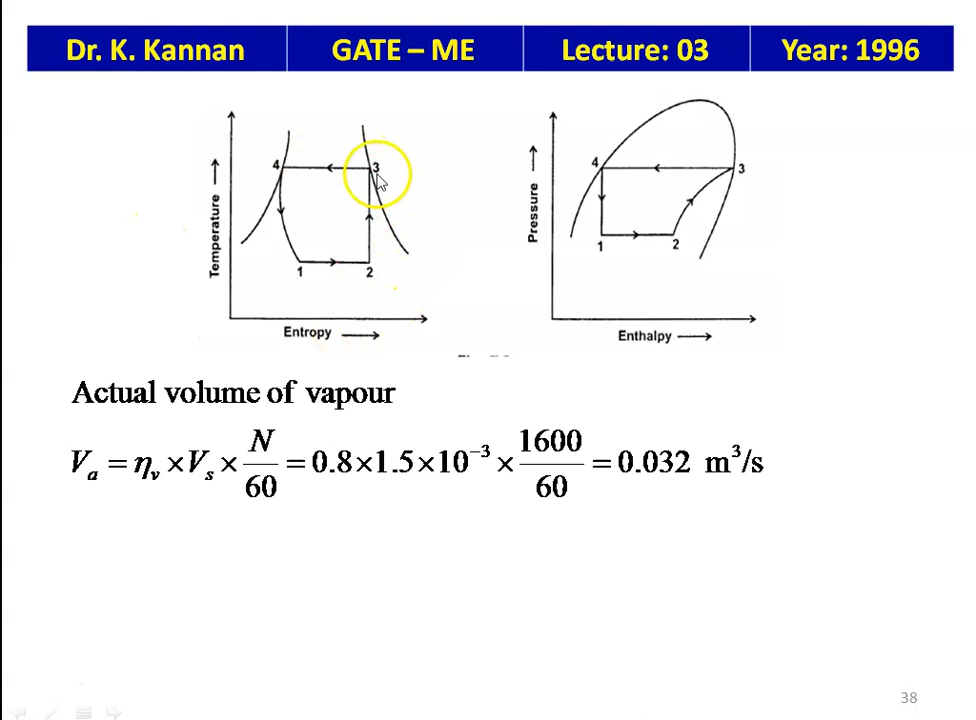 Dr. K. Kannan GATE – ME Lecture: 03 Year: 1996
4 3
Temperature
1 2
Entropy
4 3
Pressure
1 2
Enthalpy
Actual volume of vapour
V_a = η_v × V_s × N/60 = 0.8×1.5×10⁻³ × 1600/60 = 0.032 m³/s
38